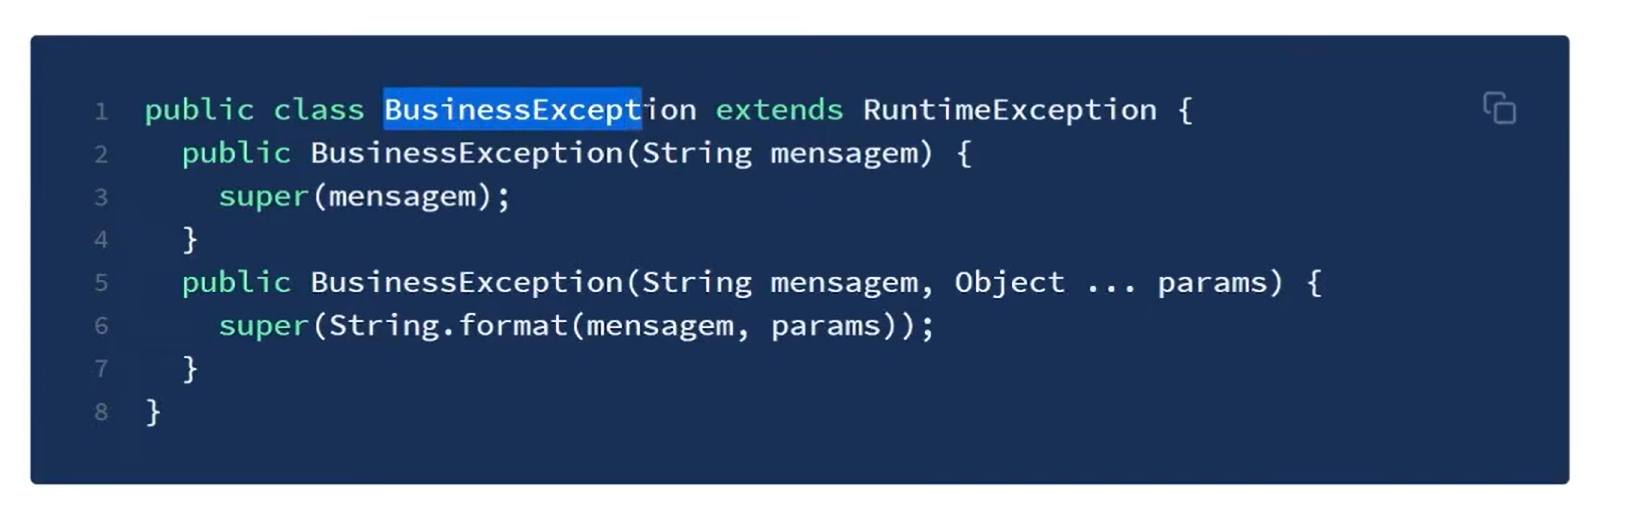 1 public class BusinessException extends RuntimeException {
2 public BusinessException(String mensagem) {
3 super(mensagem);
4 }
5 public BusinessException(String mensagem, Object ... params) {
6 super(String.format(mensagem, params));
7 }
8 }